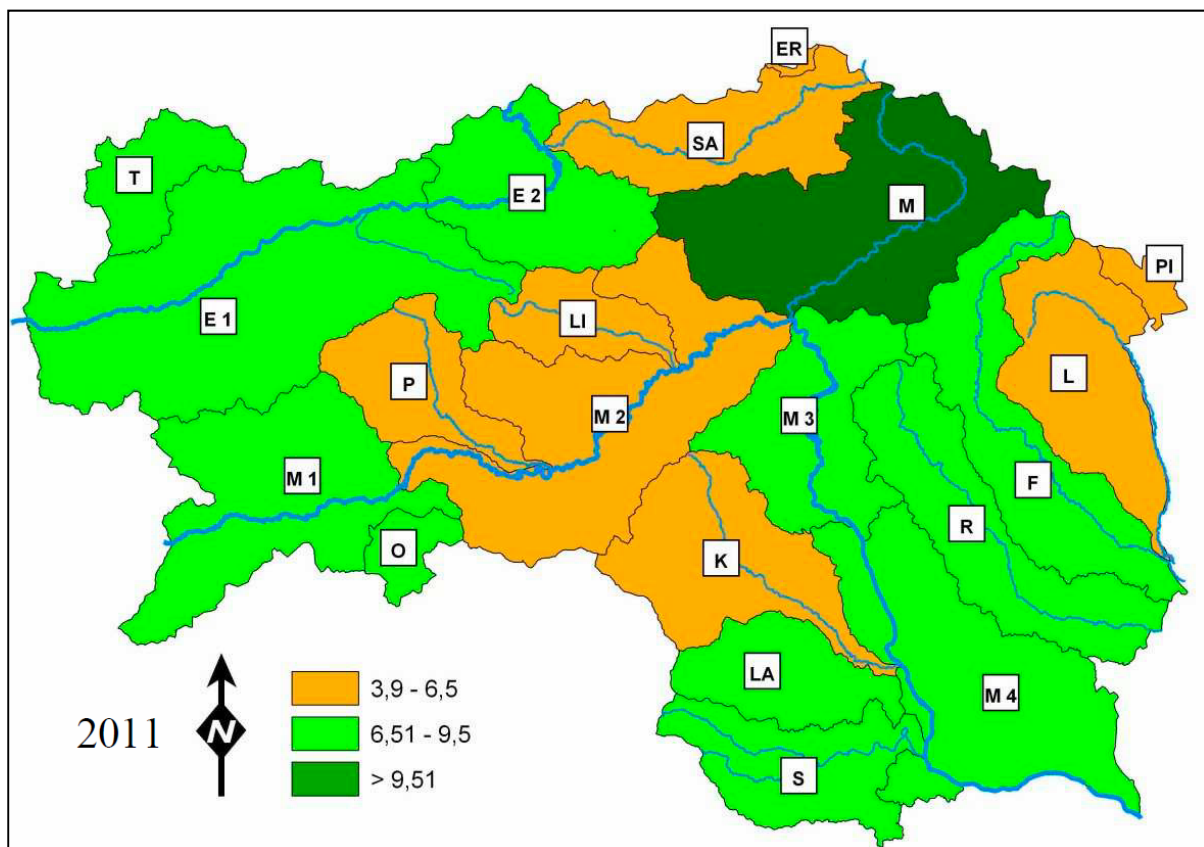 ER
SA
T
E 2
M
PI
E 1
LI
L
P
M 2
M 3
M 1
F
R
O
K
LA
M 4
S
2011
N
3,9 - 6,5
6,51 - 9,5
> 9,51